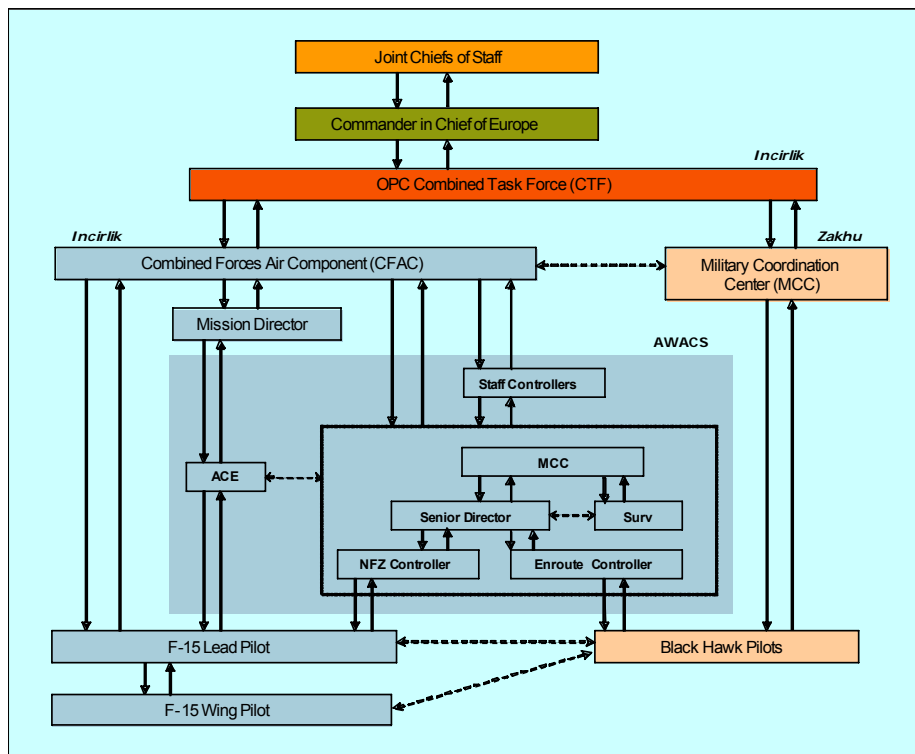 Joint Chiefs of Staff
Commander in Chief of Europe
Incirlik
OPC Combined Task Force (CTF)
Incirlik
Zakhu
Combined Forces Air Component (CFAC)
Military Coordination
Center (MCC)
Mission Director
AWACS
Staff Controllers
MCC
ACE
Senior Director
Surv
NFZ Controller
Enroute Controller
F-15 Lead Pilot
Black Hawk Pilots
F-15 Wing Pilot